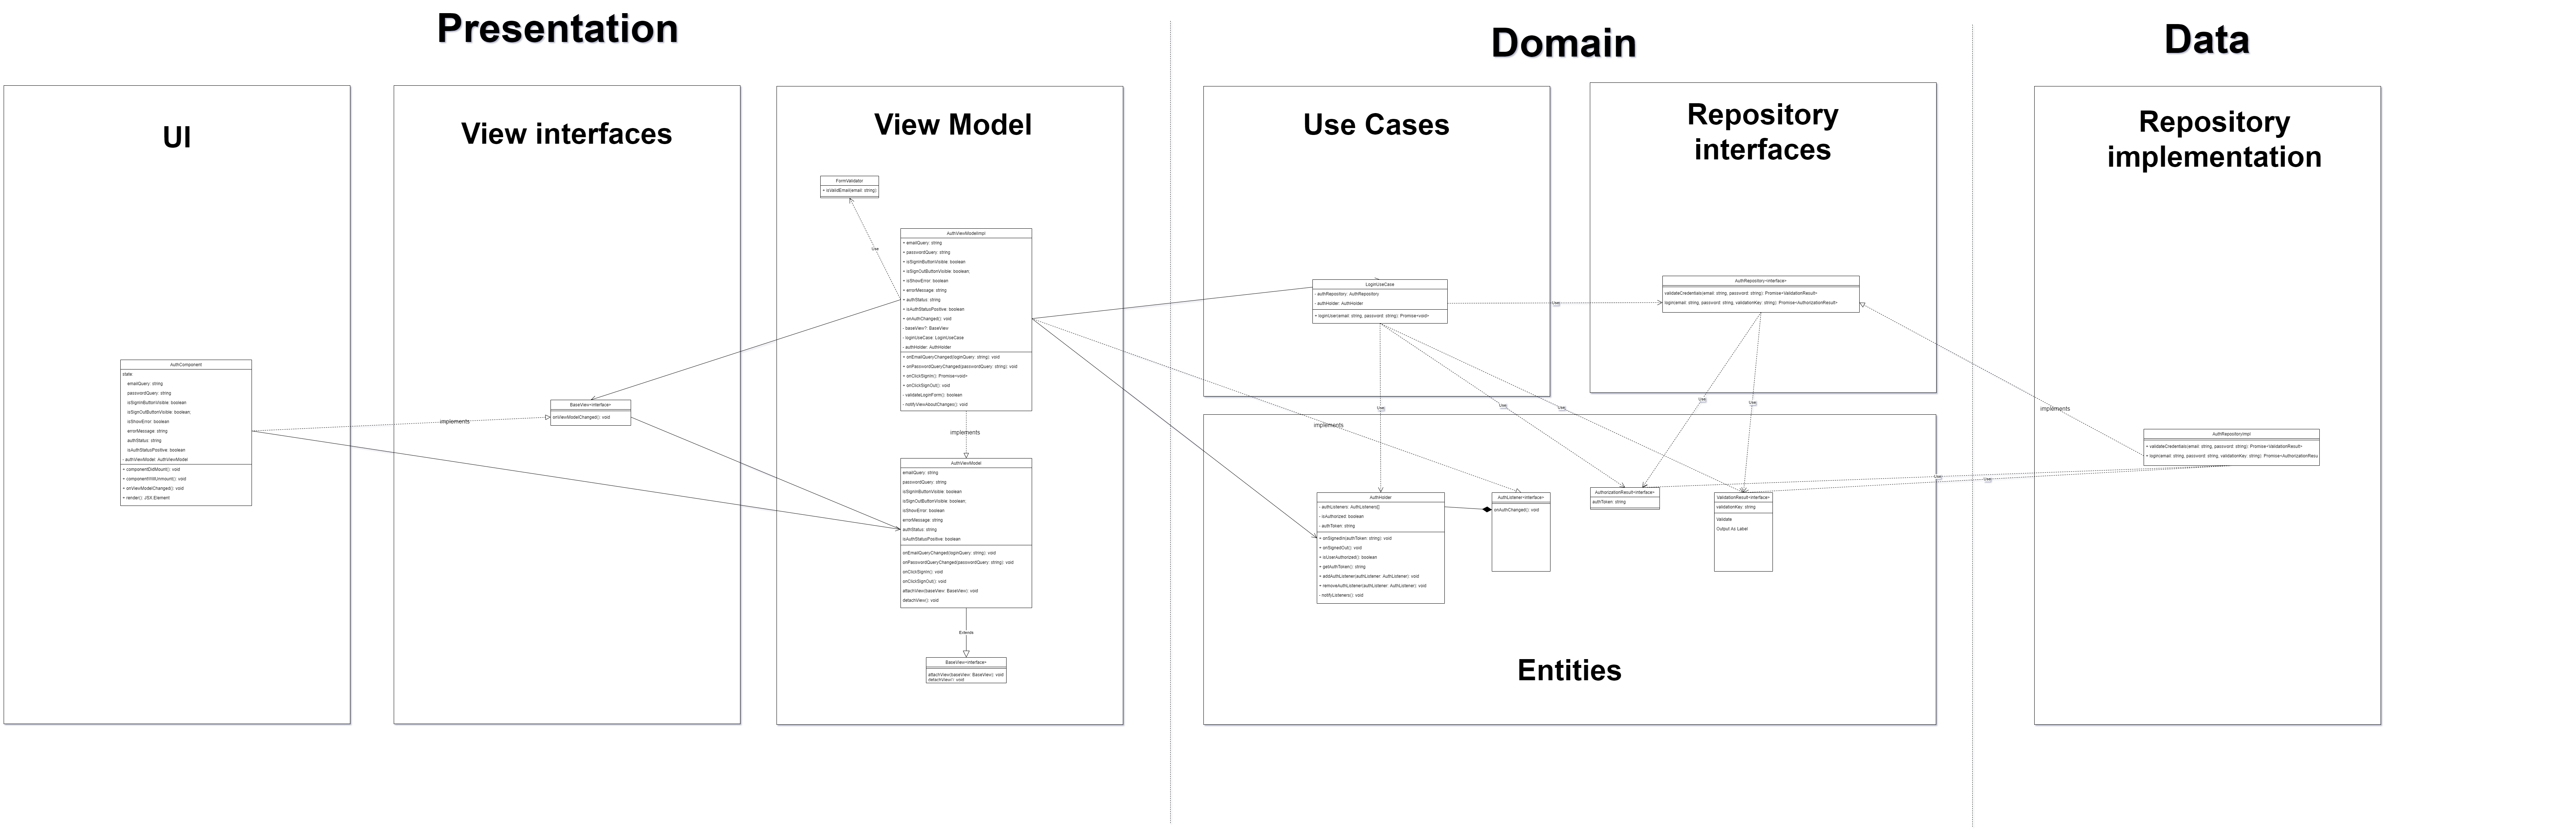 Presentation
Domain
Data
UI
View interfaces
View Model
Use Cases
Repository
interfaces
Repository
implementation
FormValidator
+ isValidEmail(email: string)
Use
AuthViewModelImpl
+ emailQuery: string
+ passwordQuery: string
+ isSignInButtonVisible: boolean
+ isSignOutButtonVisible: boolean;
+ isShowError: boolean
+ errorMessage: string
+ authStatus: string
+ isAuthStatusPositive: boolean
+ onAuthChanged(): void
- baseView?: BaseView
- loginUseCase: LoginUseCase
- authHolder: AuthHolder
+ onEmailQueryChanged(loginQuery: string): void
+ onPasswordQueryChanged(passwordQuery: string): void
+ onClickSignIn(): Promise<void>
+ onClickSignOut(): void
- validateLoginForm(): boolean
- notifyViewAboutChanges(): void
implements
AuthViewModel
emailQuery: string
passwordQuery: string
isSignInButtonVisible: boolean
isSignOutButtonVisible: boolean;
isShowError: boolean
errorMessage: string
authStatus: string
isAuthStatusPositive: boolean
onEmailQueryChanged(loginQuery: string): void
onPasswordQueryChanged(passwordQuery: string): void
onClickSignIn(): void
onClickSignOut(): void
attachView(baseView: BaseView): void
detachView(): void
Extends
BaseView<interface>
attachView(baseView: BaseView): void
detachView(): void
AuthComponent
state:
emailQuery: string
passwordQuery: string
isSignInButtonVisible: boolean
isSignOutButtonVisible: boolean;
isShowError: boolean
errorMessage: string
authStatus: string
isAuthStatusPositive: boolean
- authViewModel: AuthViewModel
+ componentDidMount(): void
+ componentWillUnmount(): void
+ onViewModelChanged(): void
+ render(): JSX.Element
implements
BaseView<interface>
onViewModelChanged(): void
LoginUseCase
- authRepository: AuthRepository
- authHolder: AuthHolder
+ loginUser(email: string, password: string): Promise<void>
Use
AuthRepository<interface>
validateCredentials(email: string, password: string): Promise<ValidationResult>
login(email: string, password: string, validationKey: string): Promise<AuthorizationResult>
Use
Use
Use
Use
Use
implements
implements
AuthHolder
- authListeners: AuthListeners[]
- isAuthorized: boolean
- authToken: string
+ onSignedIn(authToken: string): void
+ onSignedOut(): void
+ isUserAuthorized(): boolean
+ getAuthToken(): string
+ addAuthListener(authListener: AuthListener): void
+ removeAuthListener(authListener: AuthListener): void
- notifyListeners(): void
AuthListener<interface>
onAuthChanged(): void
AuthorizationResult<interface>
authToken: string
ValidationResult<interface>
validationKey: string
Validate
Output As Label
Use
Use
AuthRepositoryImpl
+ validateCredentials(email: string, password: string): Promise<ValidationResult>
+ login(email: string, password: string, validationKey: string): Promise<AuthorizationResu
Entities